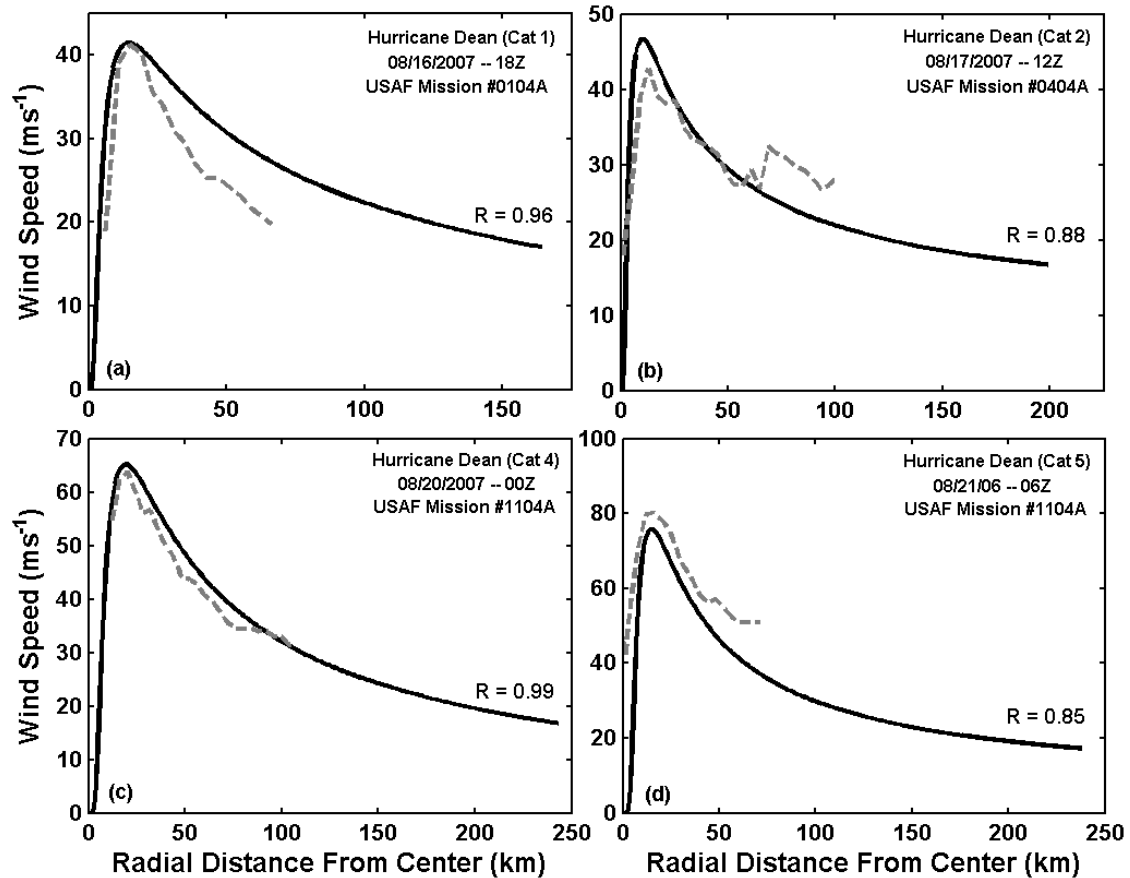 50
40
30
20
10
0
Wind Speed (ms-1)
Hurricane Dean (Cat 1)
08/16/2007 -- 18Z
USAF Mission #0104A
R = 0.96
(a)
0 50 100 150
50
40
30
20
10
0
Hurricane Dean (Cat 2)
08/17/2007 -- 12Z
USAF Mission #0404A
R = 0.88
(b)
0 50 100 150 200
70
60
50
40
30
20
10
0
Wind Speed (ms-1)
Hurricane Dean (Cat 4)
08/20/2007 -- 00Z
USAF Mission #1104A
R = 0.99
(c)
0 50 100 150 200 250
Radial Distance From Center (km)
100
80
60
40
20
0
Hurricane Dean (Cat 5)
08/21/06 -- 06Z
USAF Mission #1104A
R = 0.85
(d)
0 50 100 150 200 250
Radial Distance From Center (km)